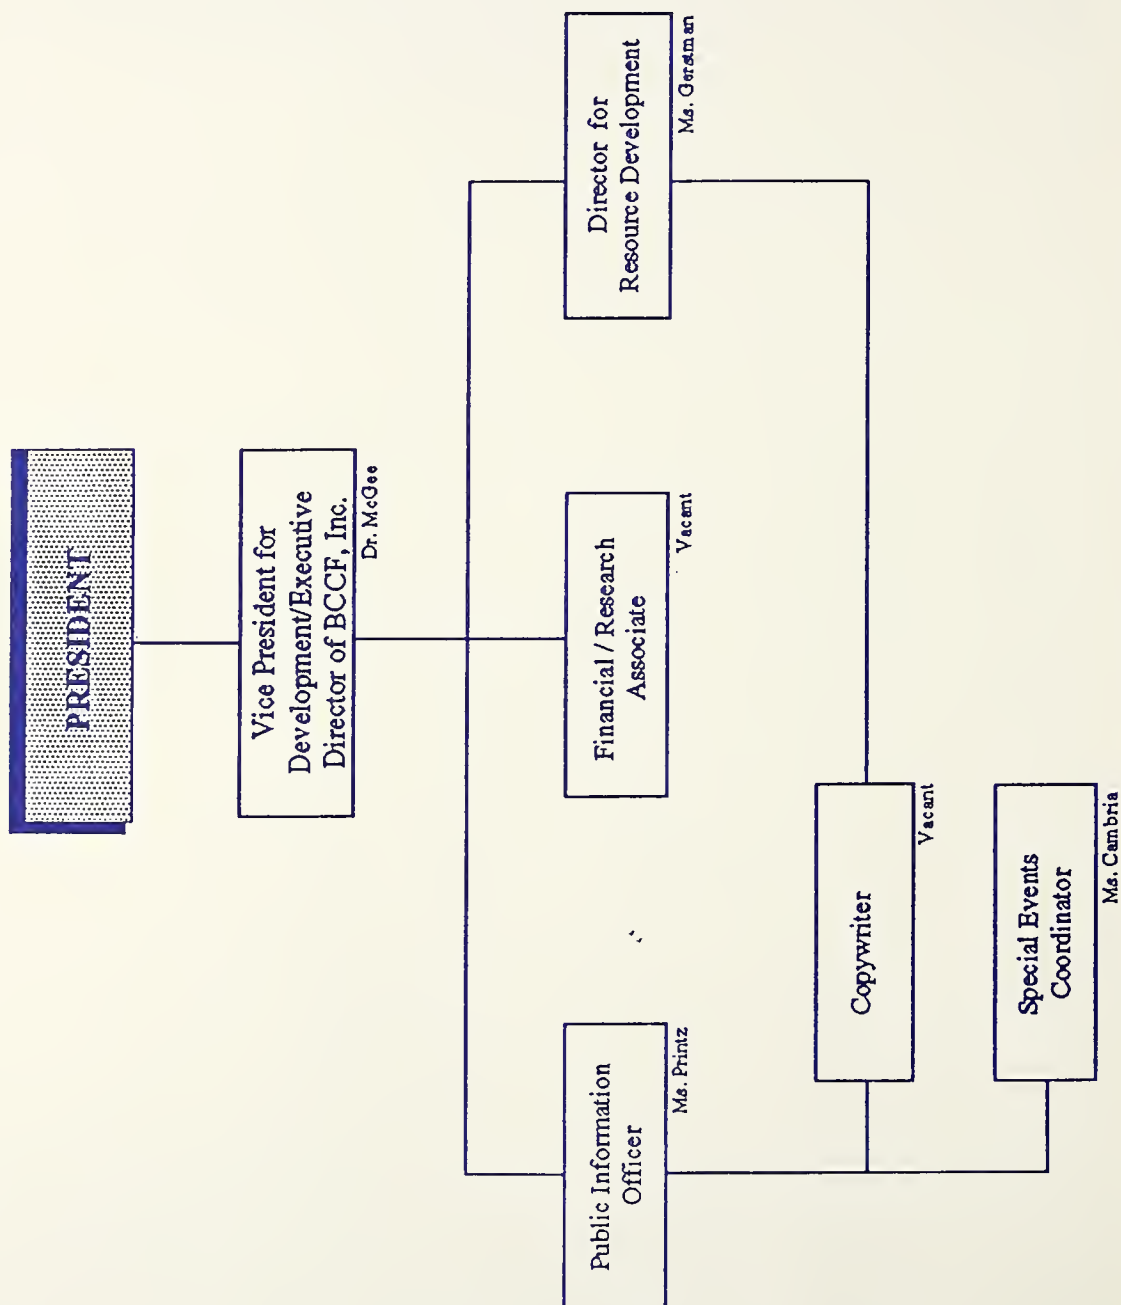 PRESIDENT
Vice President for
Development/Executive
Director of BCCF, Inc.
Dr. McGee
Public Information
Officer
Ms. Printz
Financial / Research
Associate
Vacant
Director for
Resource Development
Ms. Gerstman
Copywriter
Vacant
Special Events
Coordinator
Ms. Cambria